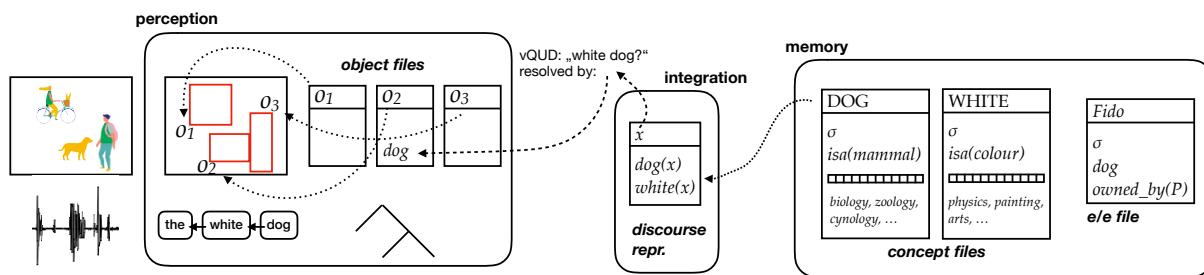 perception
object files
o1
o2
o3
dog
o1
o2
o3
the
white
dog
vQUD: „white dog?“
resolved by:
integration
x
dog(x)
white(x)
discourse
repr.
memory
DOG
σ
isa(mammal)
biology, zoology,
cynology, …
WHITE
σ
isa(colour)
physics, painting,
arts, …
concept files
Fido
σ
dog
owned_by(P)
e/e file